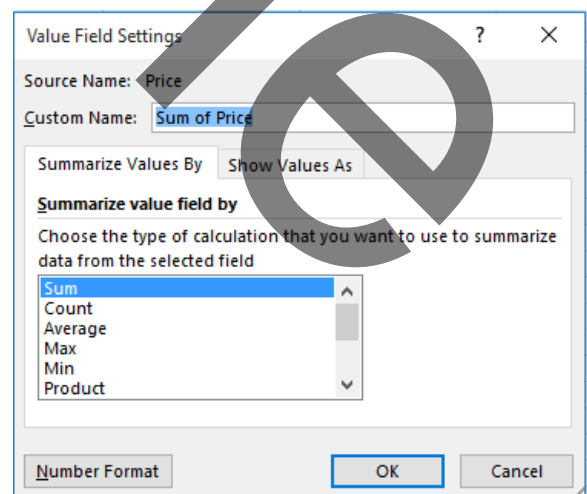 Value Field Settings ? ×
Source Name: Price
Custom Name: Sum of Price
Summarize Values By Show Values As
Summarize value field by
Choose the type of calculation that you want to use to summarize
data from the selected field
Sum
Count
Average
Max
Min
Product
Number Format OK Cancel